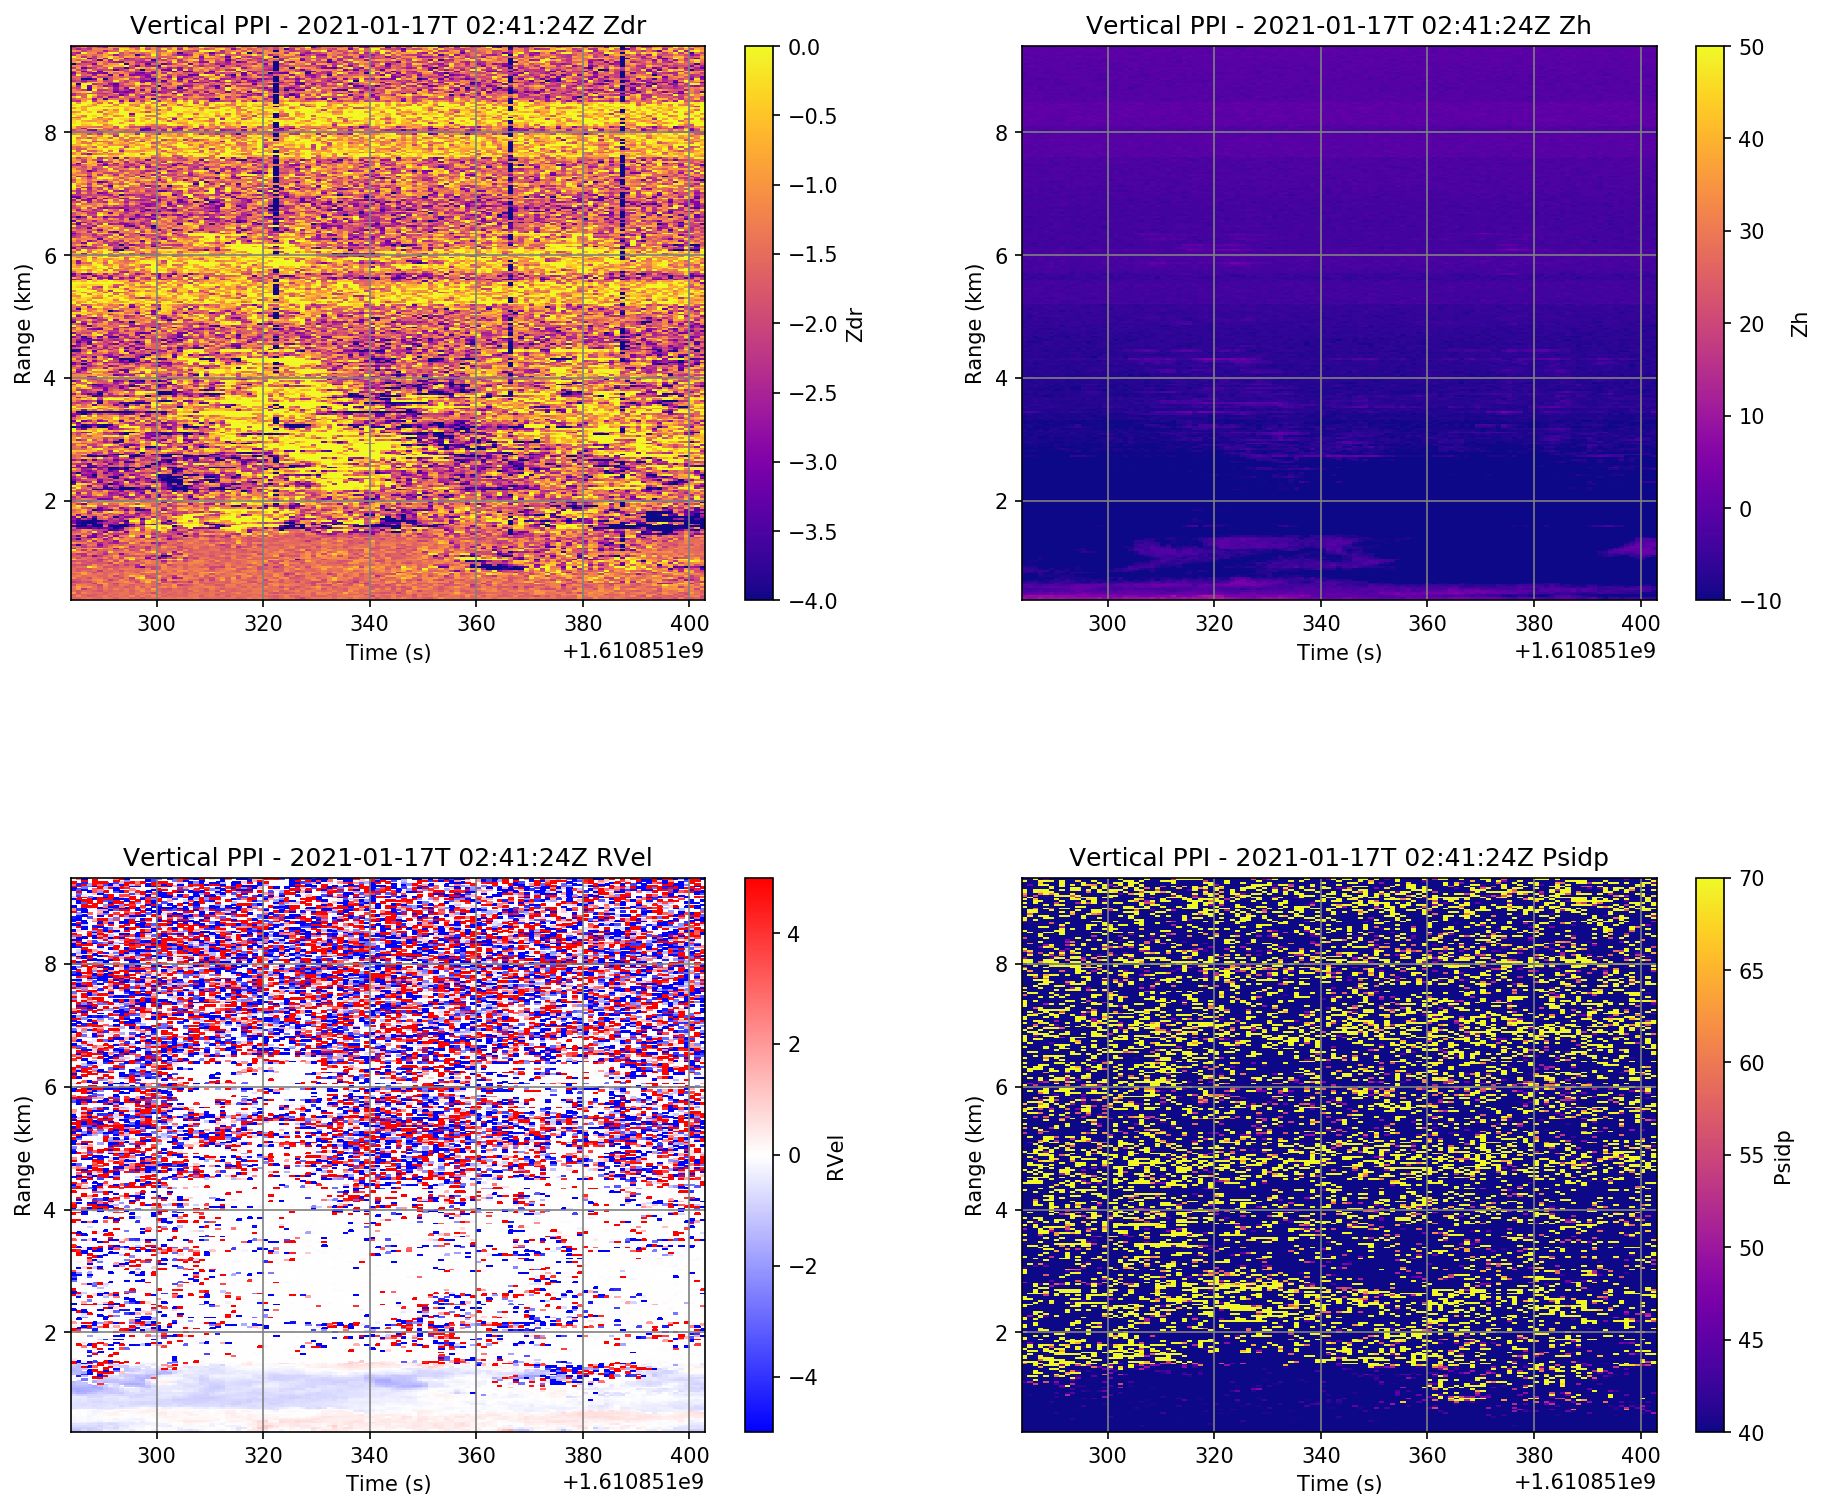 Vertical PPI - 2021-01-17T 02:41:24Z Zdr
Range (km)
8
6
4
2
300 320 340 360 380 400
Time (s)
+1.610851e9
0.0
−0.5
−1.0
−1.5
−2.0
−2.5
−3.0
−3.5
−4.0
Zdr
Vertical PPI - 2021-01-17T 02:41:24Z Zh
Range (km)
8
6
4
2
300 320 340 360 380 400
Time (s)
+1.610851e9
50
40
30
20
10
0
−10
Zh
Vertical PPI - 2021-01-17T 02:41:24Z RVel
Range (km)
8
6
4
2
300 320 340 360 380 400
Time (s)
+1.610851e9
4
2
0
−2
−4
RVel
Vertical PPI - 2021-01-17T 02:41:24Z Psidp
Range (km)
8
6
4
2
300 320 340 360 380 400
Time (s)
+1.610851e9
70
65
60
55
50
45
40
Psidp